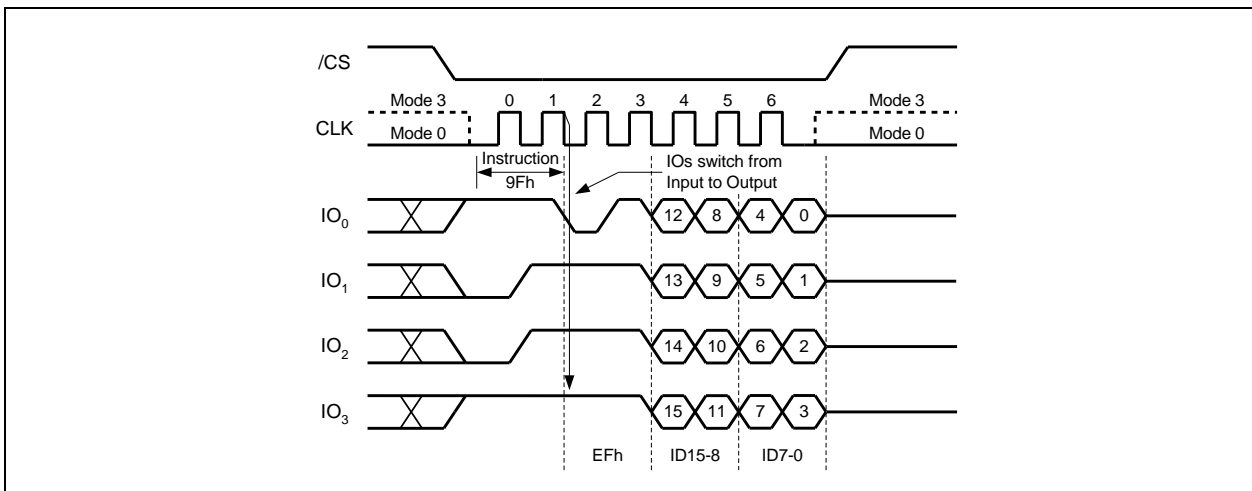 /CS
0 1 2 3 4 5 6
Mode 3 Mode 3
CLK
Mode 0 Mode 0
Instruction
9Fh
IOs switch from
Input to Output
IO0 12 8 4 0
IO1 13 9 5 1
IO2 14 10 6 2
IO3 15 11 7 3
EFh ID15-8 ID7-0